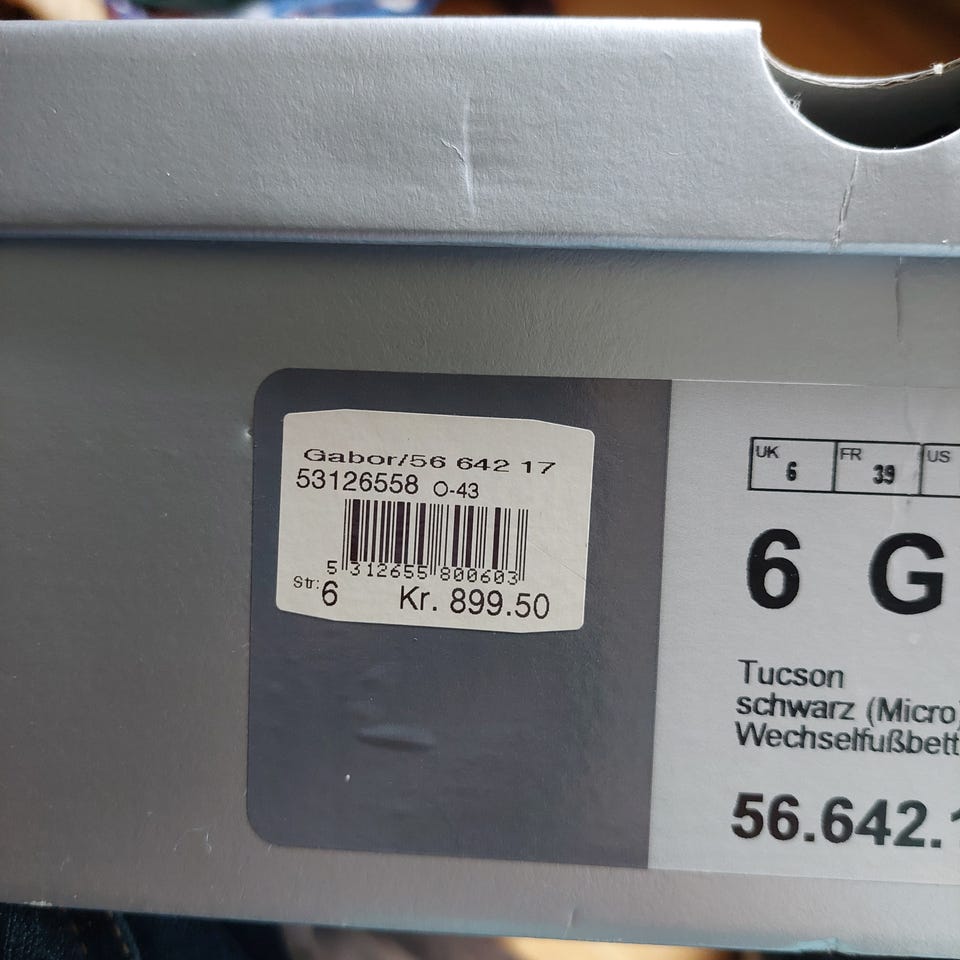 Gabor/56 642 17
53126558 O-43
5 312655 800603
Str: 6 Kr. 899.50
UK 6 FR 39 US
6 G
Tucson
schwarz (Micro)
Wechselfußbett
56.642.